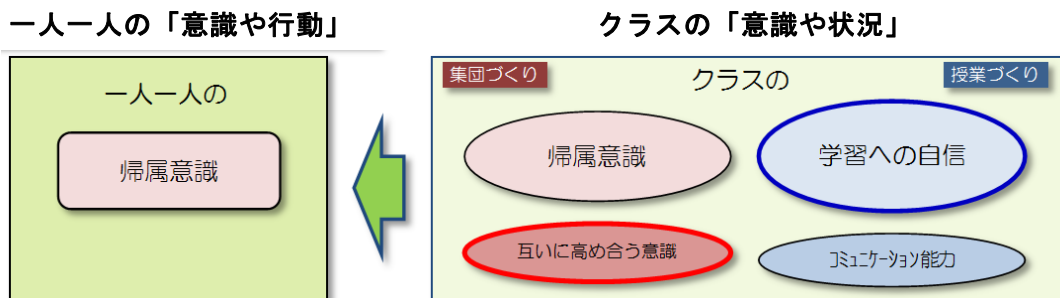 一人一人の「意識や行動」
クラスの「意識や状況」
一人一人の
帰属意識
集団づくり
クラスの
授業づくり
帰属意識
学習への自信
互いに高め合う意識
ｺﾐｭﾆｹｰｼｮﾝ能力